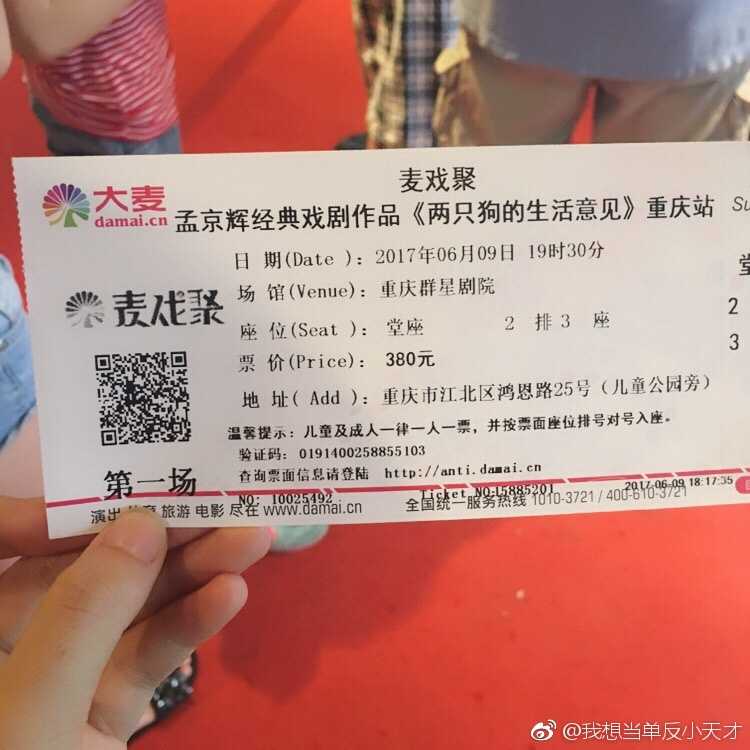 大麦
damai.cn
麦戏聚
孟京辉经典戏剧作品《两只狗的生活意见》重庆站
日 期(Date ): 2017年06月09日 19时30分
麦戏聚
场 馆(Venue): 重庆群星剧院
座 位(Seat ): 堂座 2 排 3 座
票 价(Price): 380元
地 址( Add ): 重庆市江北区鸿恩路25号（儿童公园旁）
温馨提示: 儿童及成人一律一人一票，并按票面座位排号对号入座。
验证码: 0191400258855103
查询票面信息请登陆 http://anti.damai.cn
第一场
NO: 10025492
Ticket NO:15885201
2017-06-09 18:17:35
演出 体育 旅游 电影 尽在 www.damai.cn
全国统一服务热线 1010-3721 / 400-610-3721
Su
堂
2
3
@我想当单反小天才